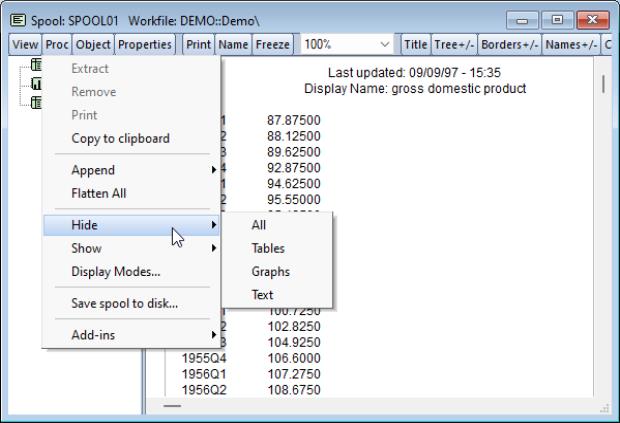 Spool: SPOOL01 Workfile: DEMO::Demo\
View Proc Object Properties Print Name Freeze 100% Title Tree+/- Borders+/- Names+/- C
Last updated: 09/09/97 - 15:35
Display Name: gross domestic product
Extract
Remove
Print
Copy to clipboard
Append
Flatten All
Hide
Show
Display Modes...
Save spool to disk...
Add-ins
All
Tables
Graphs
Text
1 87.87500
2 88.12500
3 89.62500
4 92.87500
1 94.62500
2 95.55000
100.7250
2 102.8250
3 104.9250
1955Q4 106.6000
1956Q1 107.2750
1956Q2 108.6750